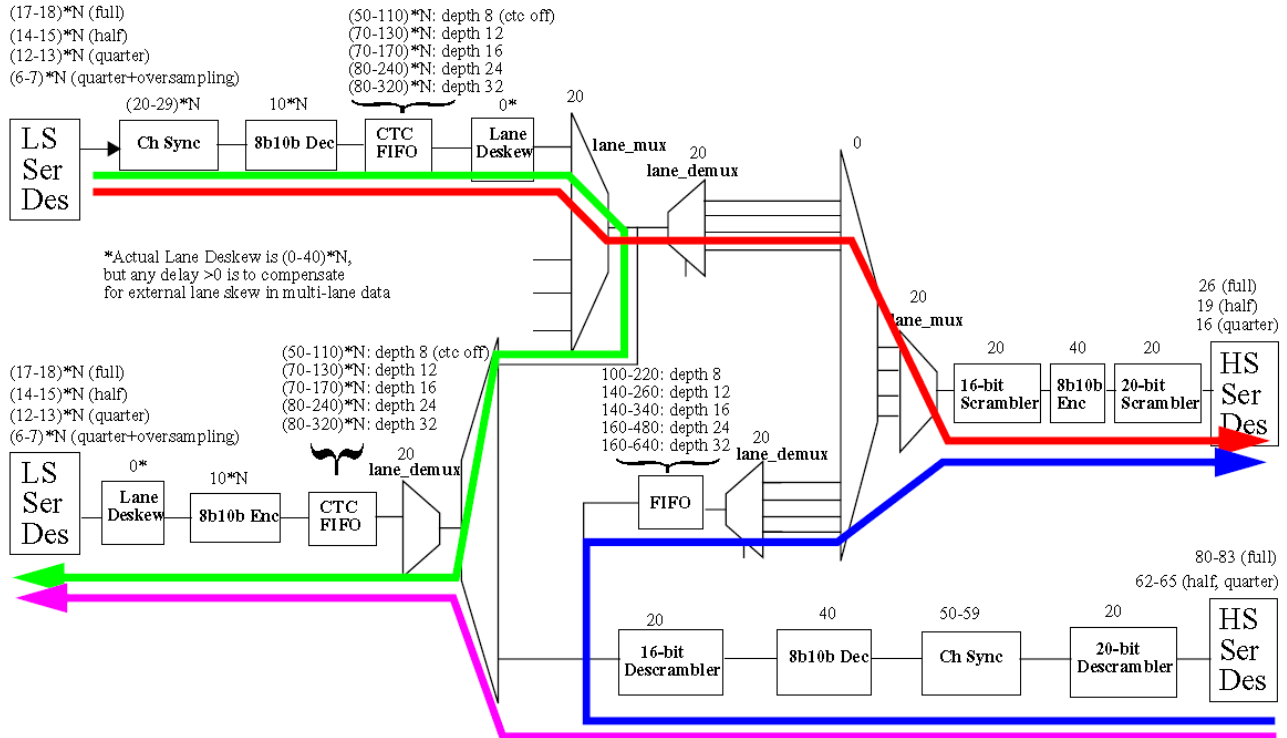 (17-18)*N (full)
(14-15)*N (half)
(12-13)*N (quarter)
(6-7)*N (quarter+oversampling)
(50-110)*N: depth 8 (ctc off)
(70-130)*N: depth 12
(70-170)*N: depth 16
(80-240)*N: depth 24
(80-320)*N: depth 32
(20-29)*N
10*N
0*
20
LS
Ser
Des
Ch Sync
8b10b Dec
CTC
FIFO
Lane
Deskew
lane_mux
20
lane_demux
0
*Actual Lane Deskew is (0-40)*N,
but any delay >0 is to compensate
for external lane skew in multi-lane data
20
lane_mux
26 (full)
19 (half)
16 (quarter)
20
40
20
16-bit
Scrambler
8b10b
Enc
20-bit
Scrambler
HS
Ser
Des
(17-18)*N (full)
(14-15)*N (half)
(12-13)*N (quarter)
(6-7)*N (quarter+oversampling)
(50-110)*N: depth 8 (ctc off)
(70-130)*N: depth 12
(70-170)*N: depth 16
(80-240)*N: depth 24
(80-320)*N: depth 32
100-220: depth 8
140-260: depth 12
140-340: depth 16
160-480: depth 24
160-640: depth 32
0*
10*N
20
lane_demux
20
lane_demux
LS
Ser
Des
Lane
Deskew
8b10b Enc
CTC
FIFO
FIFO
80-83 (full)
62-65 (half, quarter)
20
40
50-59
20
16-bit
Descrambler
8b10b Dec
Ch Sync
20-bit
Descrambler
HS
Ser
Des